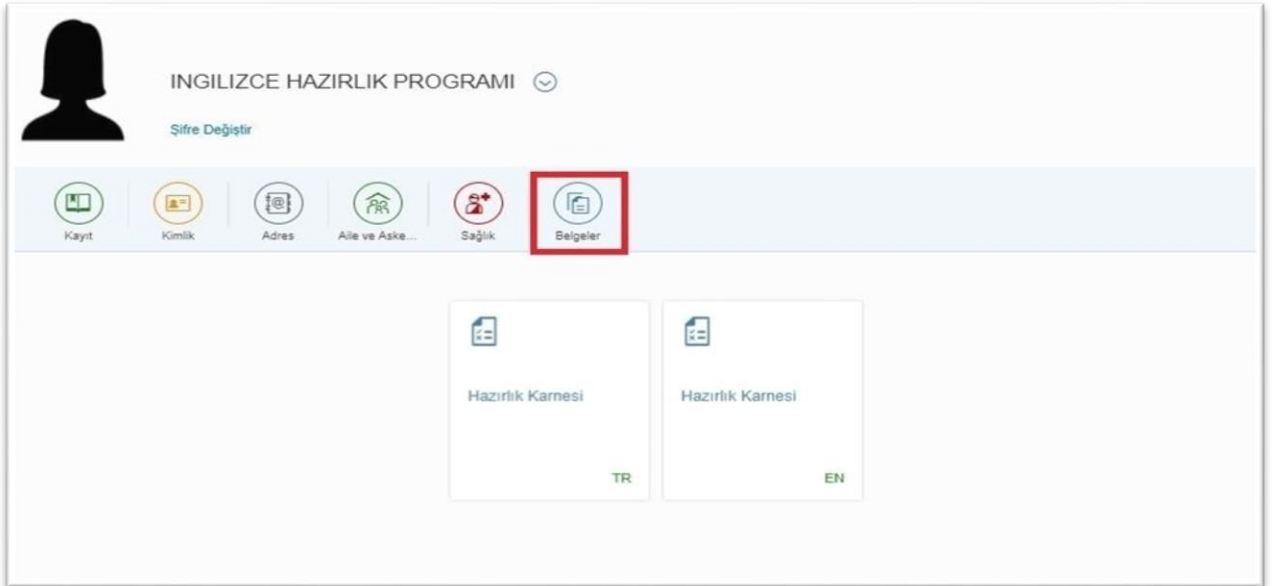 INGILIZCE HAZIRLIK PROGRAMI
Şifre Değiştir
Kayıt
Kimlik
Adres
Aile ve Aske...
Sağlık
Belgeler
Hazırlık Karnesi
TR
Hazırlık Karnesi
EN